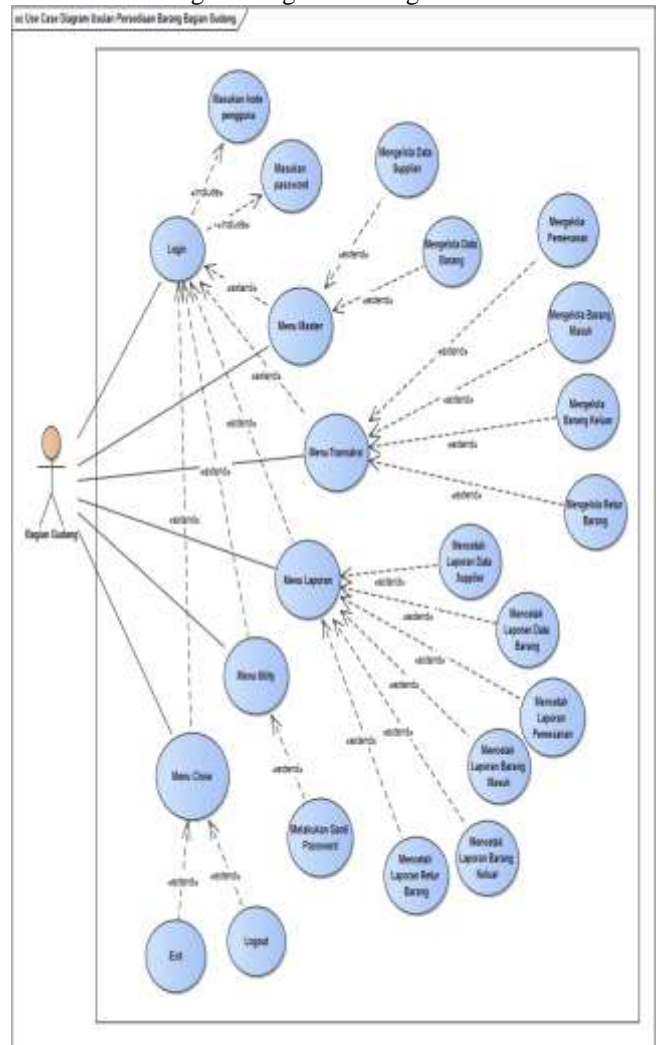 uc Use Case Diagram Usulan Persediaan Barang Bagian Gudang
Masukan kode
pengguna
Masukan
password
Mengelola Data
Supplier
Mengelola
Pemesanan
«include»
«include»
Login
«extend»
Mengelola Data
Barang
«extend»
«extend»
Menu Master
Mengelola Barang
Masuk
«extend»
«extend»
«extend»
Mengelola
Barang Keluar
«extend»
Menu Transaksi
«extend»
«extend»
«extend»
Mengelola Retur
Barang
Bagian Gudang
«extend»
Mencetak
Laporan Data
Supplier
Menu Laporan
«extend»
«extend»
Mencetak
Laporan Data
Barang
«extend»
Menu Utility
Mencetak
Laporan
Pemesanan
«extend»
«extend»
«extend»
Mencetak
Laporan Barang
Masuk
Menu Close
«extend»
Melakukan Ganti
Password
Mencetak
Laporan Barang
Keluar
Mencetak
Laporan Retur
Barang
«extend»
«extend»
Exit
Logout